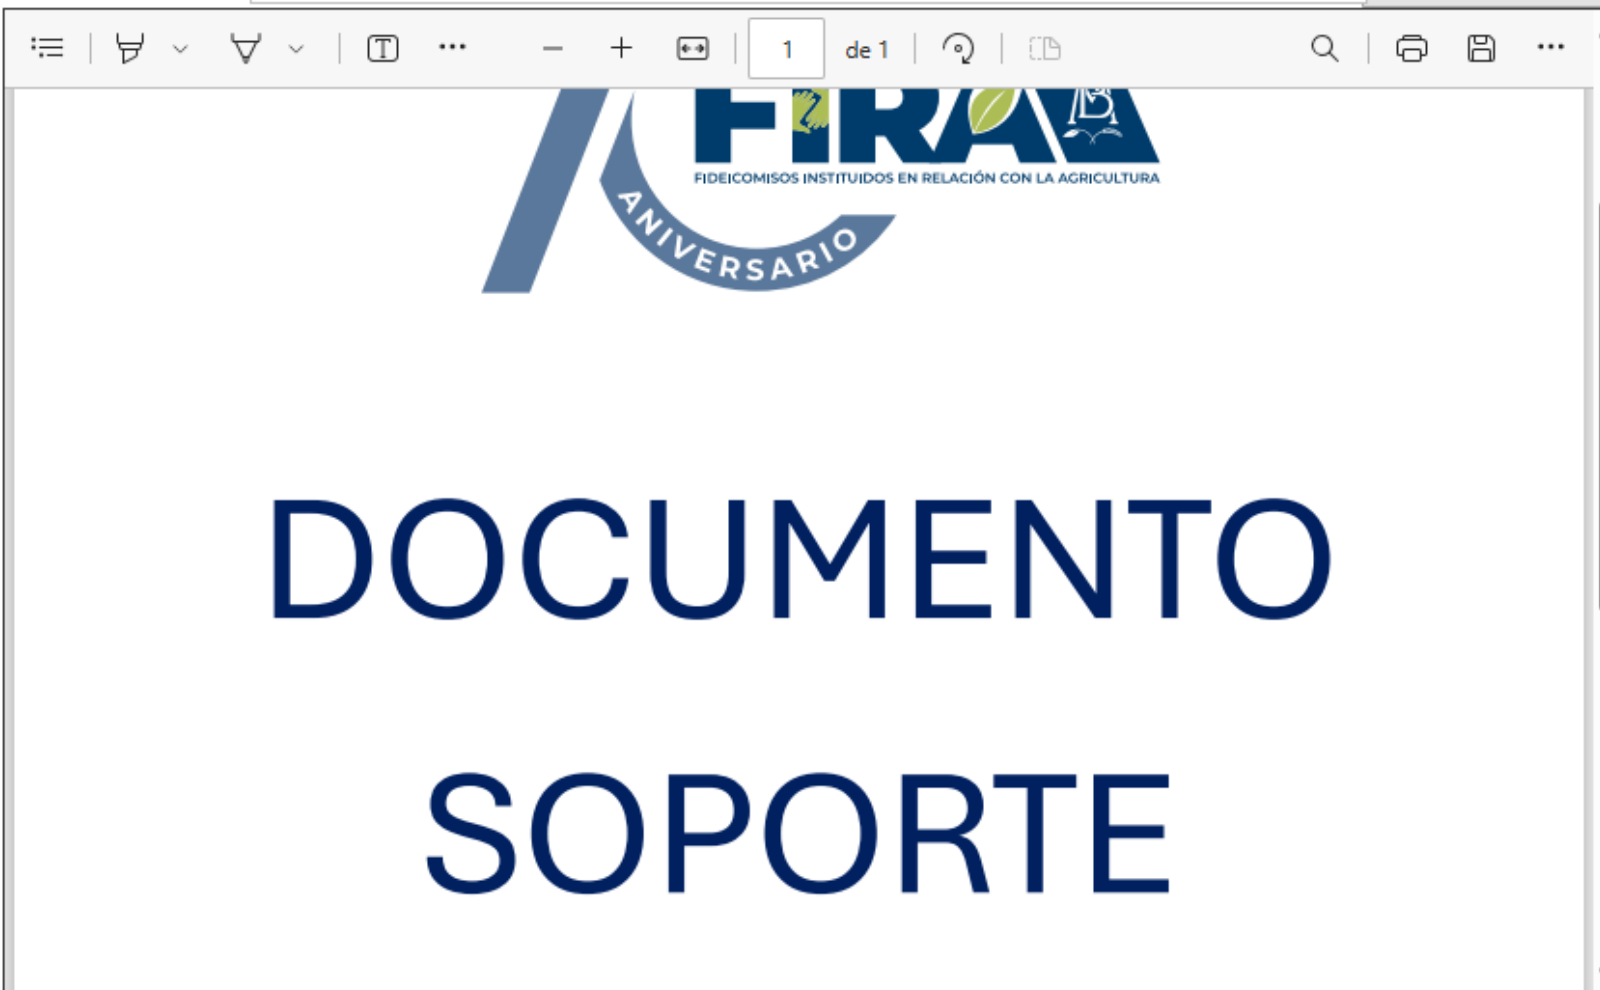 1 de 1
FIRA
FIDEICOMISOS INSTITUIDOS EN RELACIÓN CON LA AGRICULTURA
ANIVERSARIO
DOCUMENTO
SOPORTE